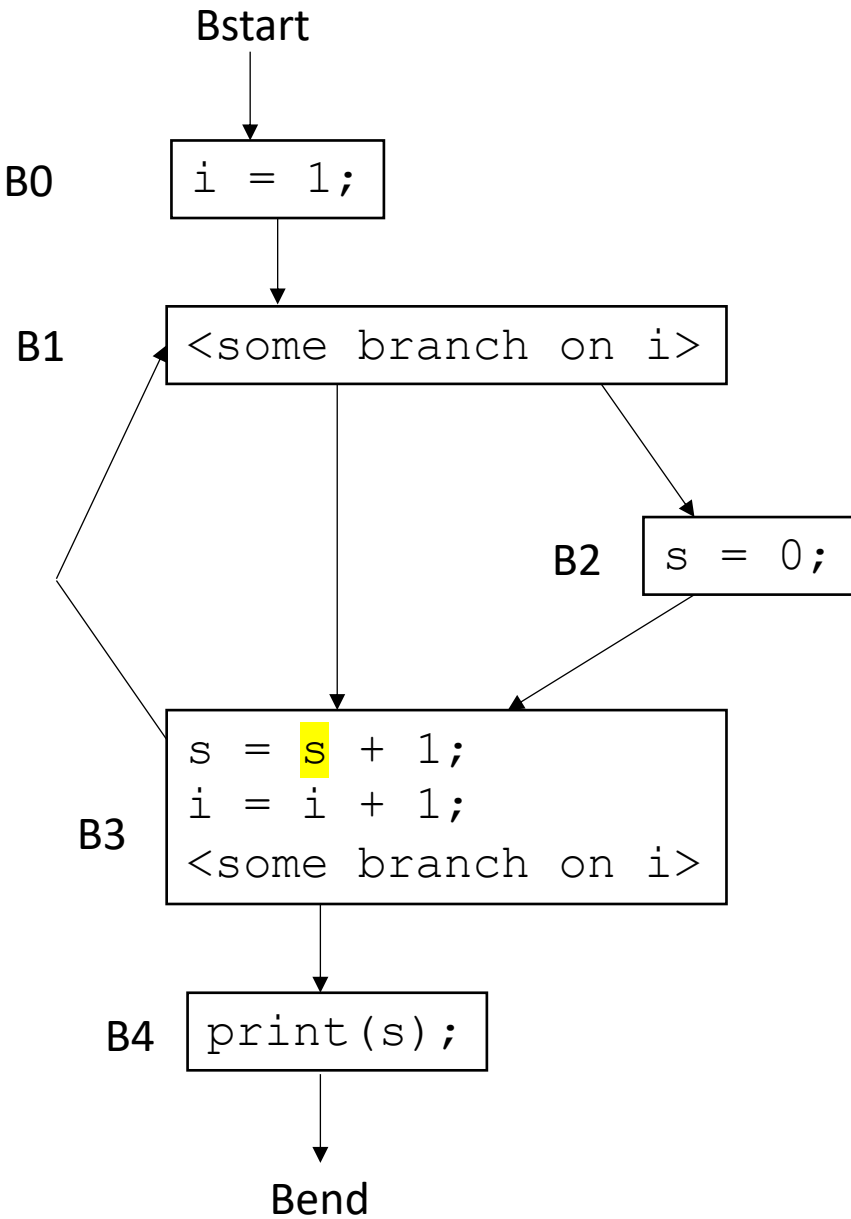 Bstart
B0
i = 1;
B1
<some branch on i>
B2
s = 0;
B3
s = s + 1;
i = i + 1;
<some branch on i>
B4
print(s);
Bend